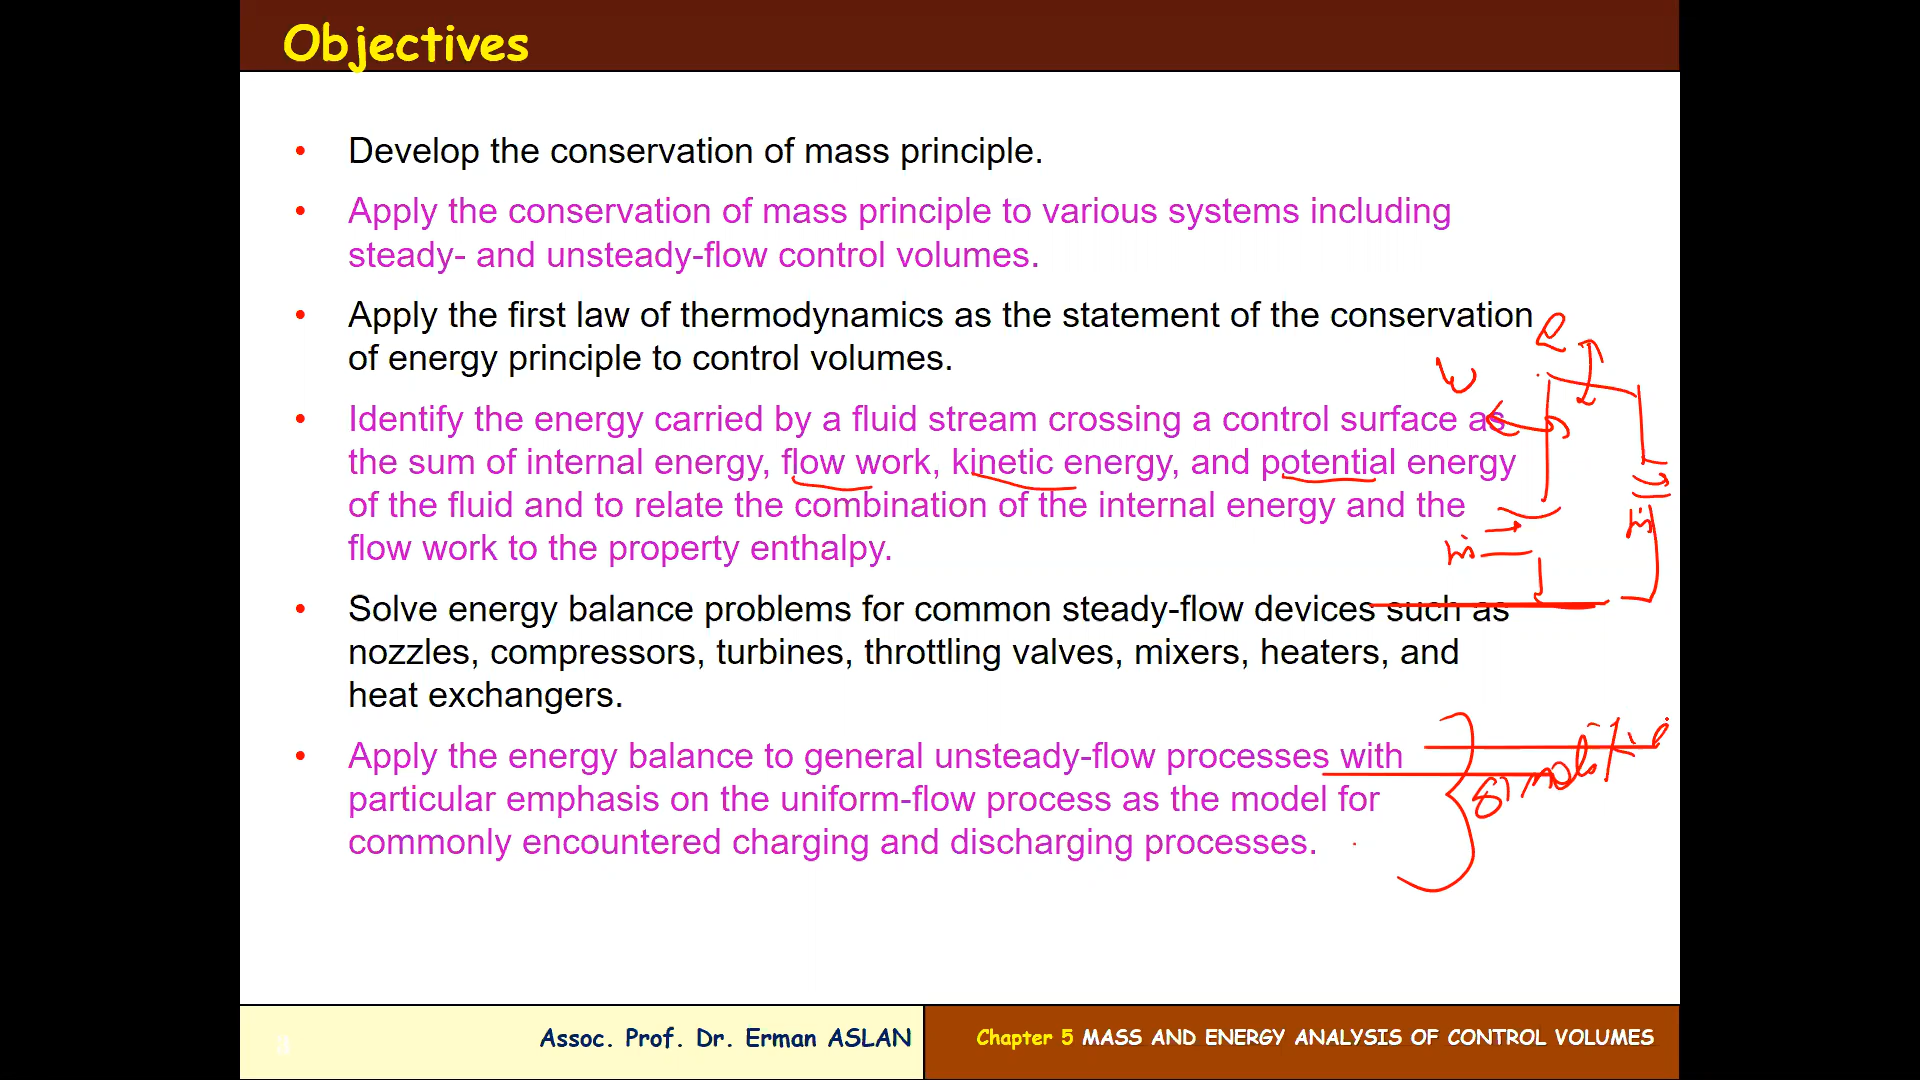 Objectives
• Develop the conservation of mass principle.
• Apply the conservation of mass principle to various systems including
steady- and unsteady-flow control volumes.
• Apply the first law of thermodynamics as the statement of the conservation
of energy principle to control volumes.
• Identify the energy carried by a fluid stream crossing a control surface as
the sum of internal energy, flow work, kinetic energy, and potential energy
of the fluid and to relate the combination of the internal energy and the
flow work to the property enthalpy.
• Solve energy balance problems for common steady-flow devices such as
nozzles, compressors, turbines, throttling valves, mixers, heaters, and
heat exchangers.
• Apply the energy balance to general unsteady-flow processes with
particular emphasis on the uniform-flow process as the model for
commonly encountered charging and discharging processes.
W
ṁ
ṁ
3
Assoc. Prof. Dr. Erman ASLAN
Chapter 5 MASS AND ENERGY ANALYSIS OF CONTROL VOLUMES